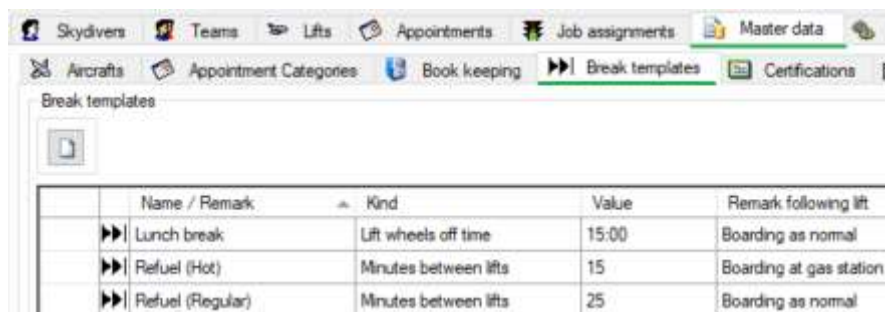 Skydivers Teams Lifts Appointments Job assignments Master data
Aircrafts Appointment Categories Book keeping Break templates Certifications
Break templates
Name / Remark Kind Value Remark following lift
Lunch break Lift wheels off time 15:00 Boarding as normal
Refuel (Hot) Minutes between lifts 15 Boarding at gas station
Refuel (Regular) Minutes between lifts 25 Boarding as normal